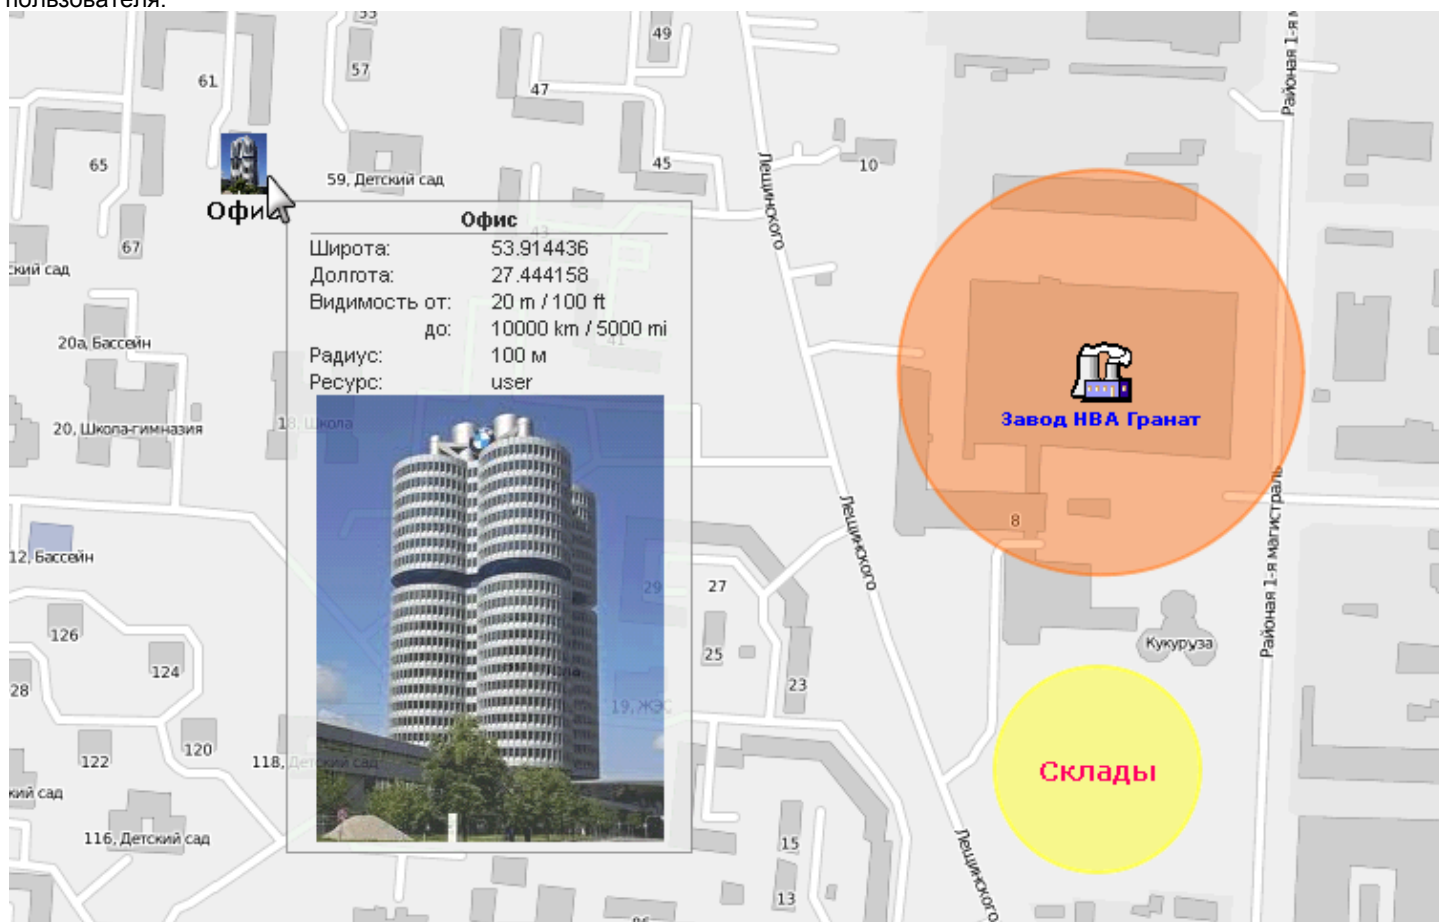 пользователя.
53
49
57
61
47
Районая 1-я м
65
59, Детский сад
45
10
Лещинского
Офис
67
ский сад
Офис
43
Широта: 53.914436
Долгота: 27.444158
Видимость от: 20 m / 100 ft
до: 10000 km / 5000 mi
41
Радиус: 100 м
Ресурс: user
20а, Бассейн
20, Школа-гимназия
18, Школа
Завод НВА Гранат
Районая 1-я магистраль
Лещинского
8
12, Бассейн
29
27
126
124
25
Кукуруза
28
23
19, ЖЭС
120
122
118, Детский сад
Склады
кий сад
116, Детский сад
15
Лещинского
13